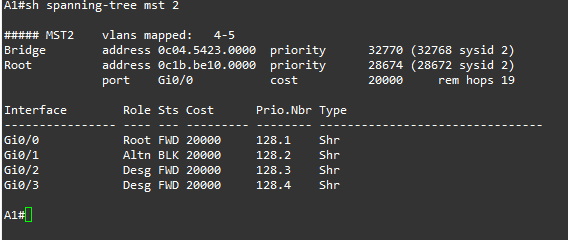 A1#sh spanning-tree mst 2
##### MST2    vlans mapped:   4-5
Bridge        address 0c04.5423.0000  priority      32770 (32768 sysid 2)
Root          address 0c1b.be10.0000  priority      28674 (28672 sysid 2)
              port    Gi0/0           cost          20000     rem hops 19
Interface        Role Sts Cost      Prio.Nbr Type
---------------- ---- --- --------- -------- --------------------------------
Gi0/0            Root FWD 20000     128.1    Shr
Gi0/1            Altn BLK 20000     128.2    Shr
Gi0/2            Desg FWD 20000     128.3    Shr
Gi0/3            Desg FWD 20000     128.4    Shr
A1#